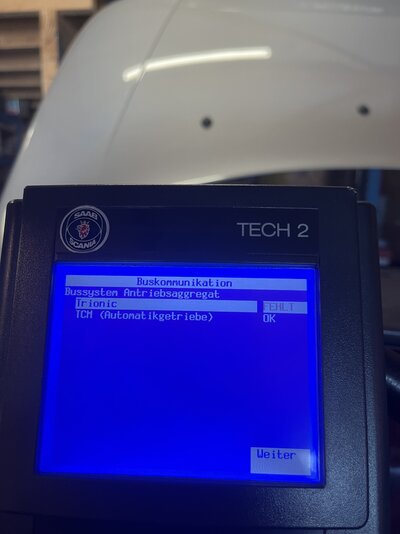 SAAB
SCANIA
TECH 2
Buskommunikation
Bussystem Antriebsaggregat
Trionic FEHLT
TCM (Automatikgetriebe) OK
Weiter